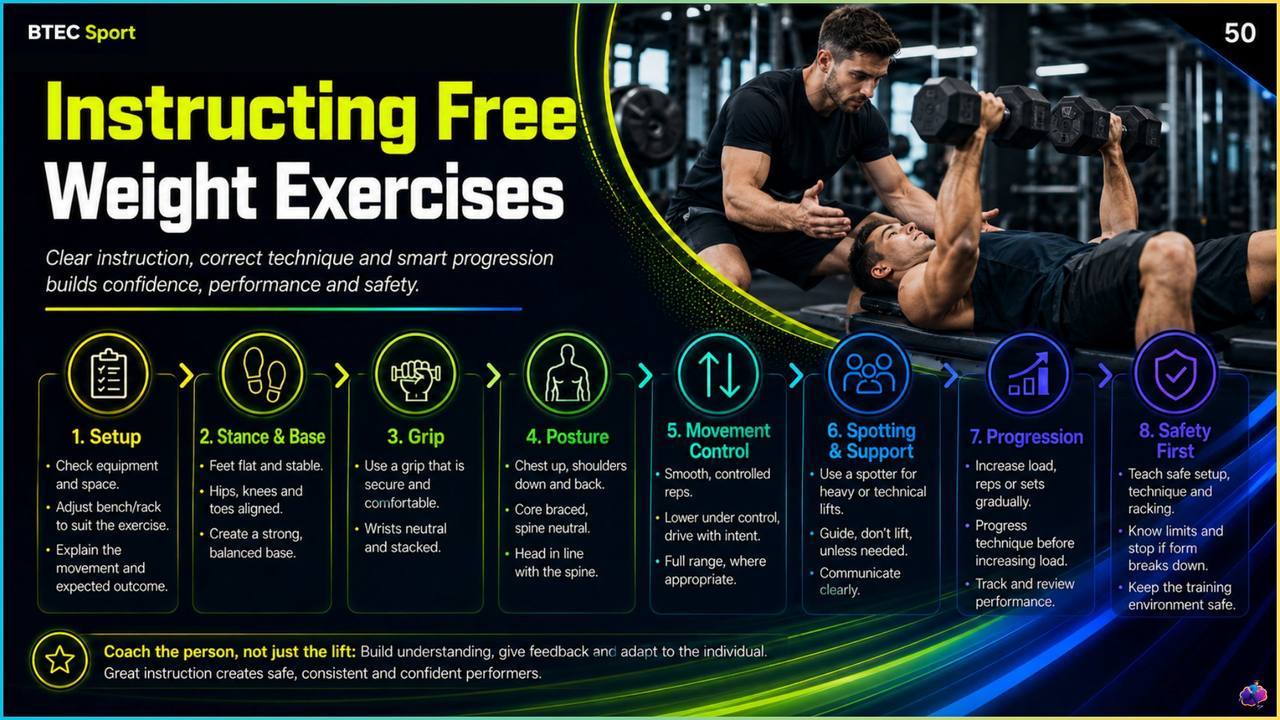 BTEC Sport
50
Instructing Free
Weight Exercises
Clear instruction, correct technique and smart progression
builds confidence, performance and safety.
1. Setup
• Check equipment
and space.
• Adjust bench/rack
to suit the exercise.
• Explain the
movement and
expected outcome.
2. Stance & Base
• Feet flat and stable.
• Hips, knees and
toes aligned.
• Create a strong,
balanced base.
3. Grip
• Use a grip that is
secure and
comfortable.
• Wrists neutral
and stacked.
4. Posture
• Chest up, shoulders
down and back.
• Core braced,
spine neutral.
• Head in line
with the spine.
5. Movement
Control
• Smooth, controlled
reps.
• Lower under control,
drive with intent.
• Full range, where
appropriate.
6. Spotting
& Support
• Use a spotter for
heavy or technical
lifts.
• Guide, don't lift,
unless needed.
• Communicate
clearly.
7. Progression
• Increase load,
reps or sets
gradually.
• Progress
technique before
increasing load.
• Track and review
performance.
8. Safety
First
• Teach safe setup,
technique and
racking.
• Know limits and
stop if form
breaks down.
• Keep the training
environment safe.
Coach the person, not just the lift: Build understanding, give feedback and adapt to the individual.
Great instruction creates safe, consistent and confident performers.